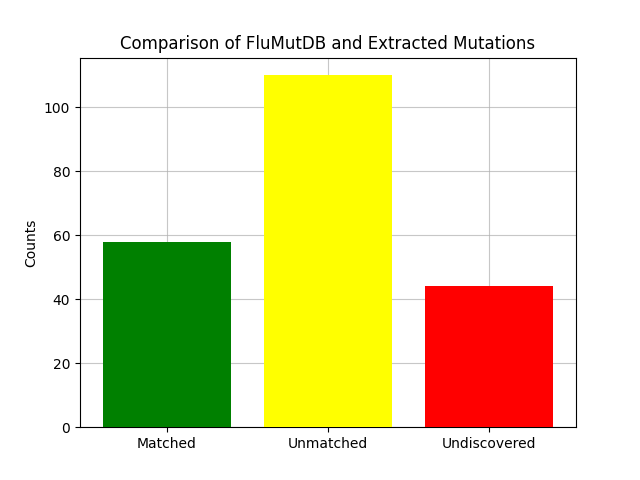 Comparison of FluMutDB and Extracted Mutations
Counts
100
80
60
40
20
0
Matched Unmatched Undiscovered